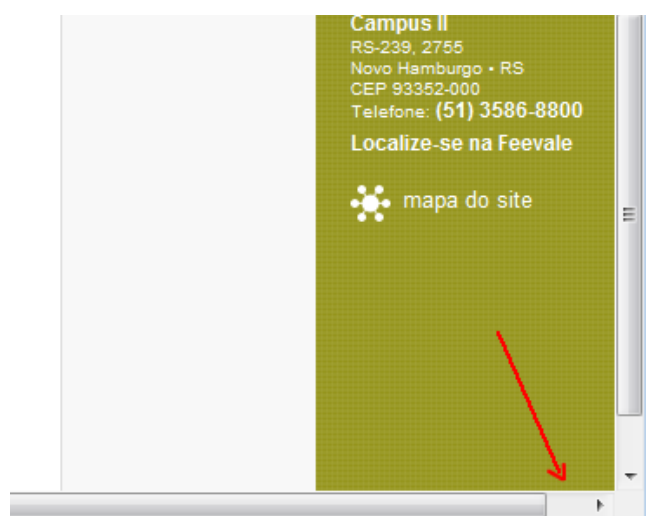 Campus II
RS-239, 2755
Novo Hamburgo • RS
CEP 93352-000
Telefone: (51) 3586-8800
Localize-se na Feevale
mapa do site